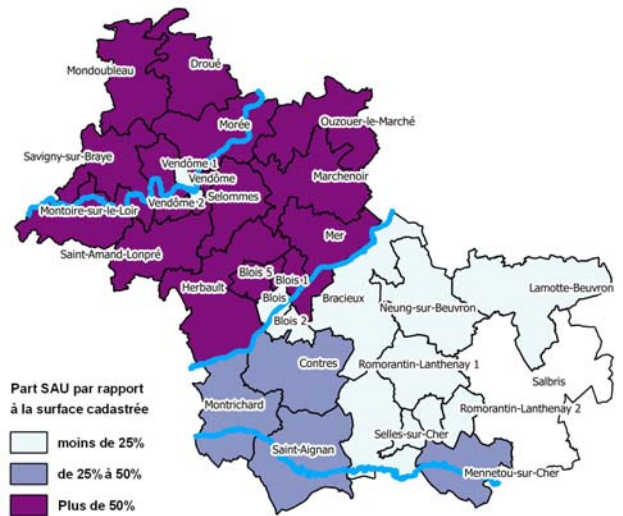 Droué
Mondoubleau
Ouzouer-le-Marché
Morée
Savigny-sur-Braye
Vendôme 1
Vendôme
Marchenoir
Selommes
Vendôme 2
Montoire-sur-le-Loir
Mer
Saint-Amand-Lonpré
Blois 5
Blois 1
Herbault
Blois
Bracieux
Lamotte-Beuvron
Neung-sur-Beuvron
Blois 2
Contres
Romorantin-Lanthenay 1
Salbris
Part SAU par rapport
à la surface cadastrée
Montrichard
Romorantin-Lanthenay 2
Selles-sur-Cher
moins de 25%
Saint-Aignan
de 25% à 50%
Mennetou-sur-Cher
Plus de 50%